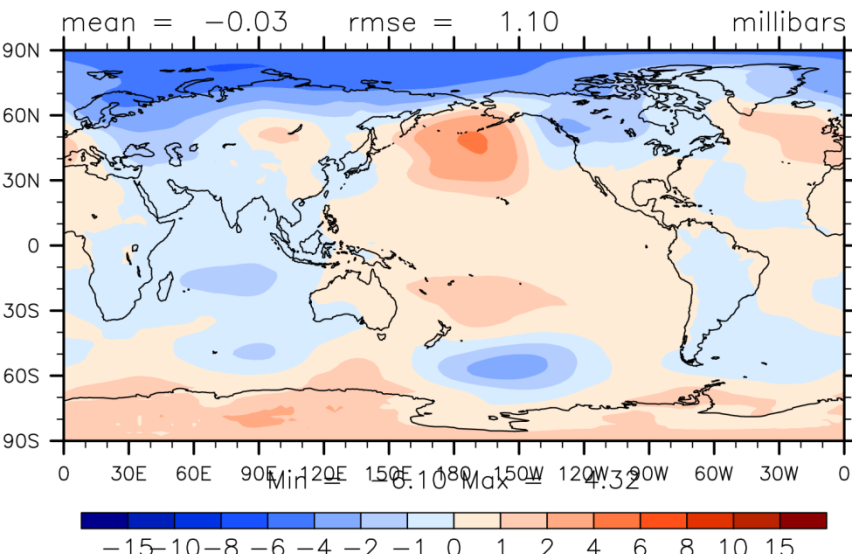 mean = −0.03 rmse = 1.10 millibars
90N
60N
30N
0
30S
60S
90S
0 30E 60E 90E 120E 150E 180 150W 120W 90W 60W 30W 0
Min = −6.10 Max = 4.32
−15 −10 −8 −6 −4 −2 −1 0 1 2 4 6 8 10 15